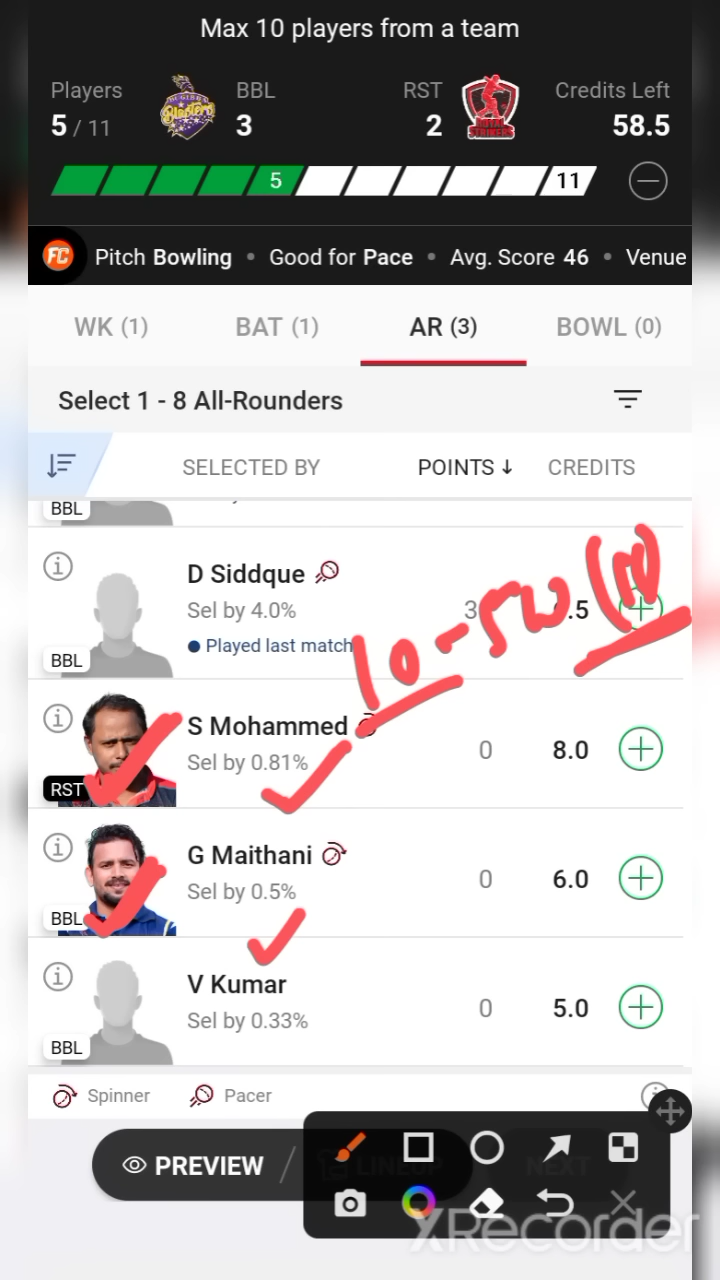 Max 10 players from a team
Players BBL RST Credits Left
5 / 11 3 2 58.5
5 11
FC Pitch Bowling • Good for Pace • Avg. Score 46 • Venue
WK (1) BAT (1) AR (3) BOWL (0)
Select 1 - 8 All-Rounders
SELECTED BY POINTS ↓ CREDITS
BBL
D Siddque
Sel by 4.0%
Played last match
BBL
S Mohammed
Sel by 0.81% 0 8.0
RST
G Maithani
Sel by 0.5% 0 6.0
BBL
V Kumar
Sel by 0.33% 0 5.0
BBL
Spinner Pacer
PREVIEW / LINEUP NEXT
XRecorder